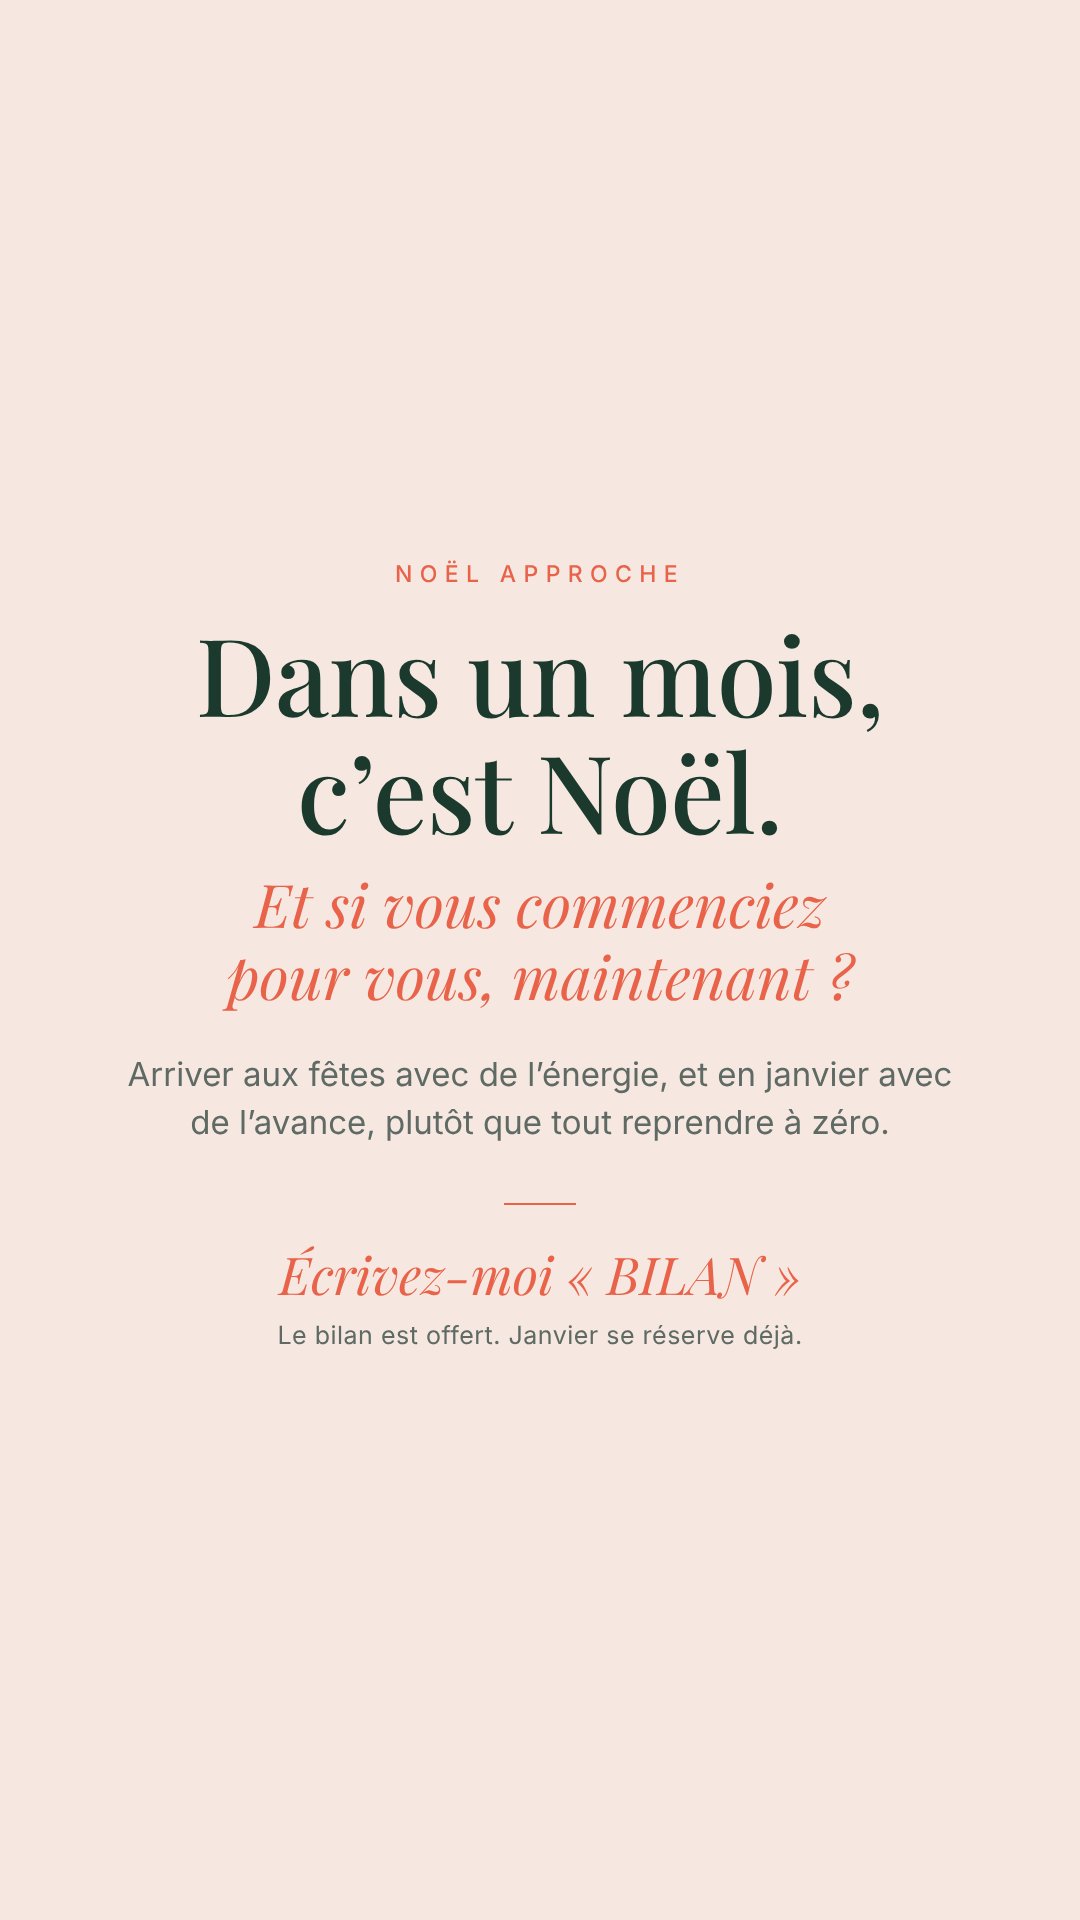 NOËL APPROCHE
Dans un mois,
c’est Noël.
Et si vous commenciez
pour vous, maintenant ?
Arriver aux fêtes avec de l’énergie, et en janvier avec
de l’avance, plutôt que tout reprendre à zéro.
Écrivez-moi « BILAN »
Le bilan est offert. Janvier se réserve déjà.